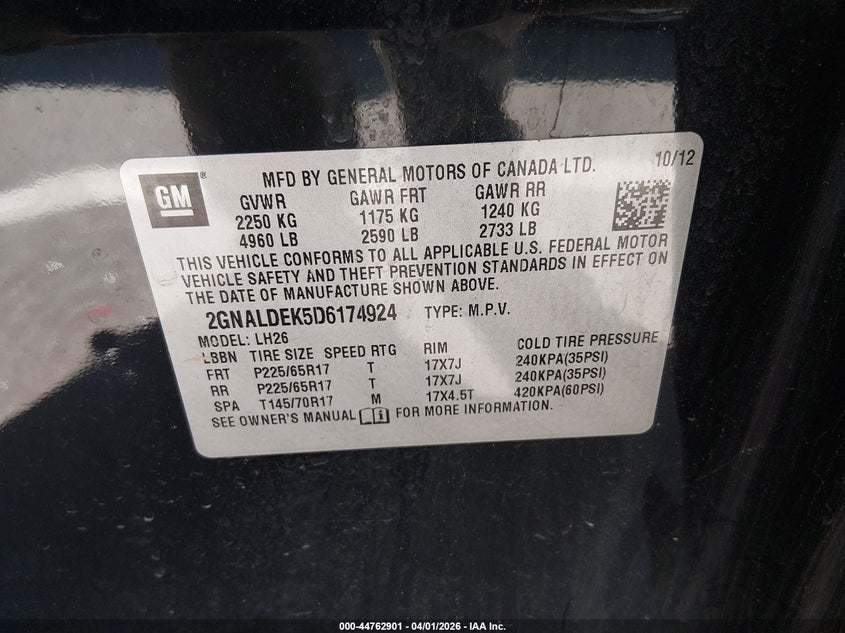 GM ®
MFD BY GENERAL MOTORS OF CANADA LTD. 10/12
GVWR GAWR FRT GAWR RR
2250 KG 1175 KG 1240 KG
4960 LB 2590 LB 2733 LB
THIS VEHICLE CONFORMS TO ALL APPLICABLE U.S. FEDERAL MOTOR
VEHICLE SAFETY AND THEFT PREVENTION STANDARDS IN EFFECT ON
THE DATE OF MANUFACTURE SHOWN ABOVE.
2GNALDEK5D6174924 TYPE: M.P.V.
MODEL: LH26
LBBN TIRE SIZE SPEED RTG RIM COLD TIRE PRESSURE
FRT P225/65R17 T 17X7J 240KPA(35PSI)
RR P225/65R17 T 17X7J 240KPA(35PSI)
SPA T145/70R17 M 17X4.5T 420KPA(60PSI)
SEE OWNER'S MANUAL FOR MORE INFORMATION.
000-44762901 - 04/01/2026 - IAA Inc.